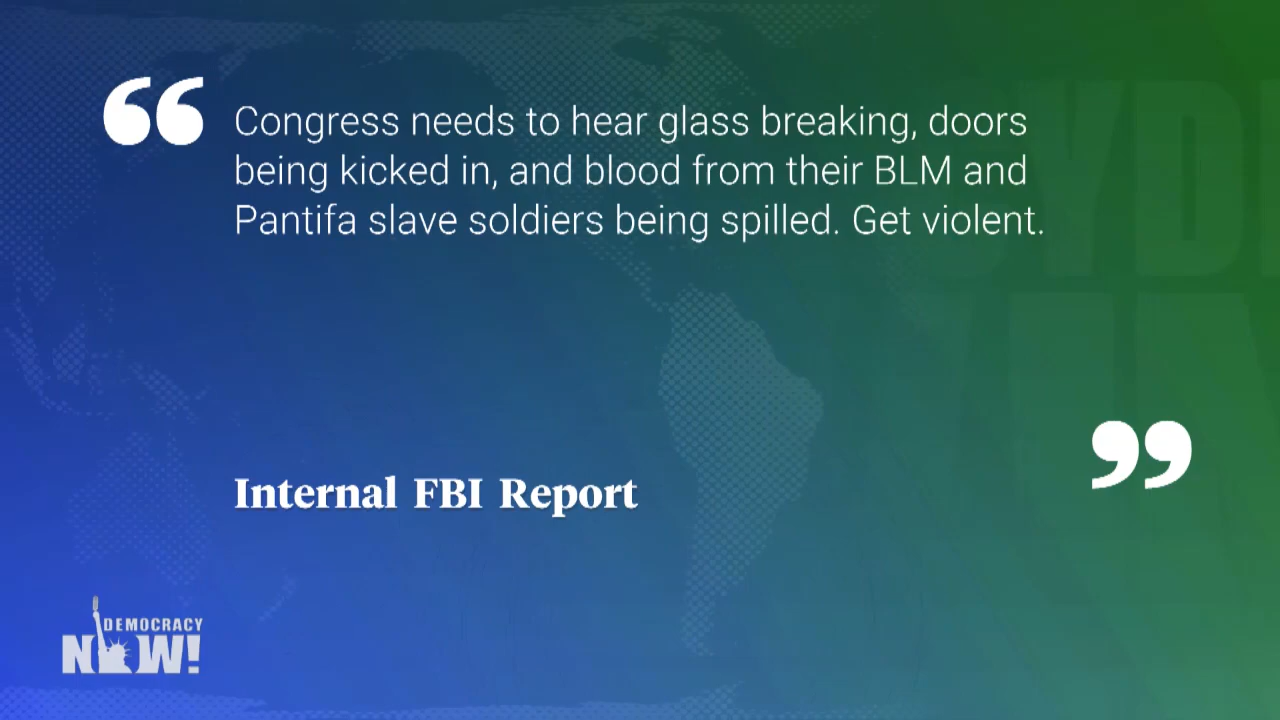 “Congress needs to hear glass breaking, doors
being kicked in, and blood from their BLM and
Pantifa slave soldiers being spilled. Get violent.”
Internal FBI Report
DEMOCRACY
NOW!